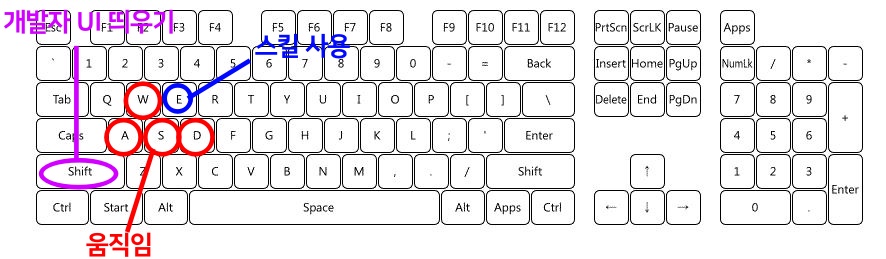 개발자 UI 띄우기
Esc F1 F2 F3 F4 F5 F6 F7 F8 F9 F10 F11 F12 PrtScn ScrLK Pause Apps
스킬 사용
` 1 2 3 4 5 6 7 8 9 0 - = Back Insert Home PgUp NumLk / * -
Tab Q W E R T Y U I O P [ ] \ Delete End PgDn 7 8 9 +
Caps A S D F G H J K L ; ' Enter 4 5 6
Shift Z X C V B N M , . / Shift ↑ 1 2 3 Enter
Ctrl Start Alt Space Alt Apps Ctrl ← ↓ → 0 .
움직임